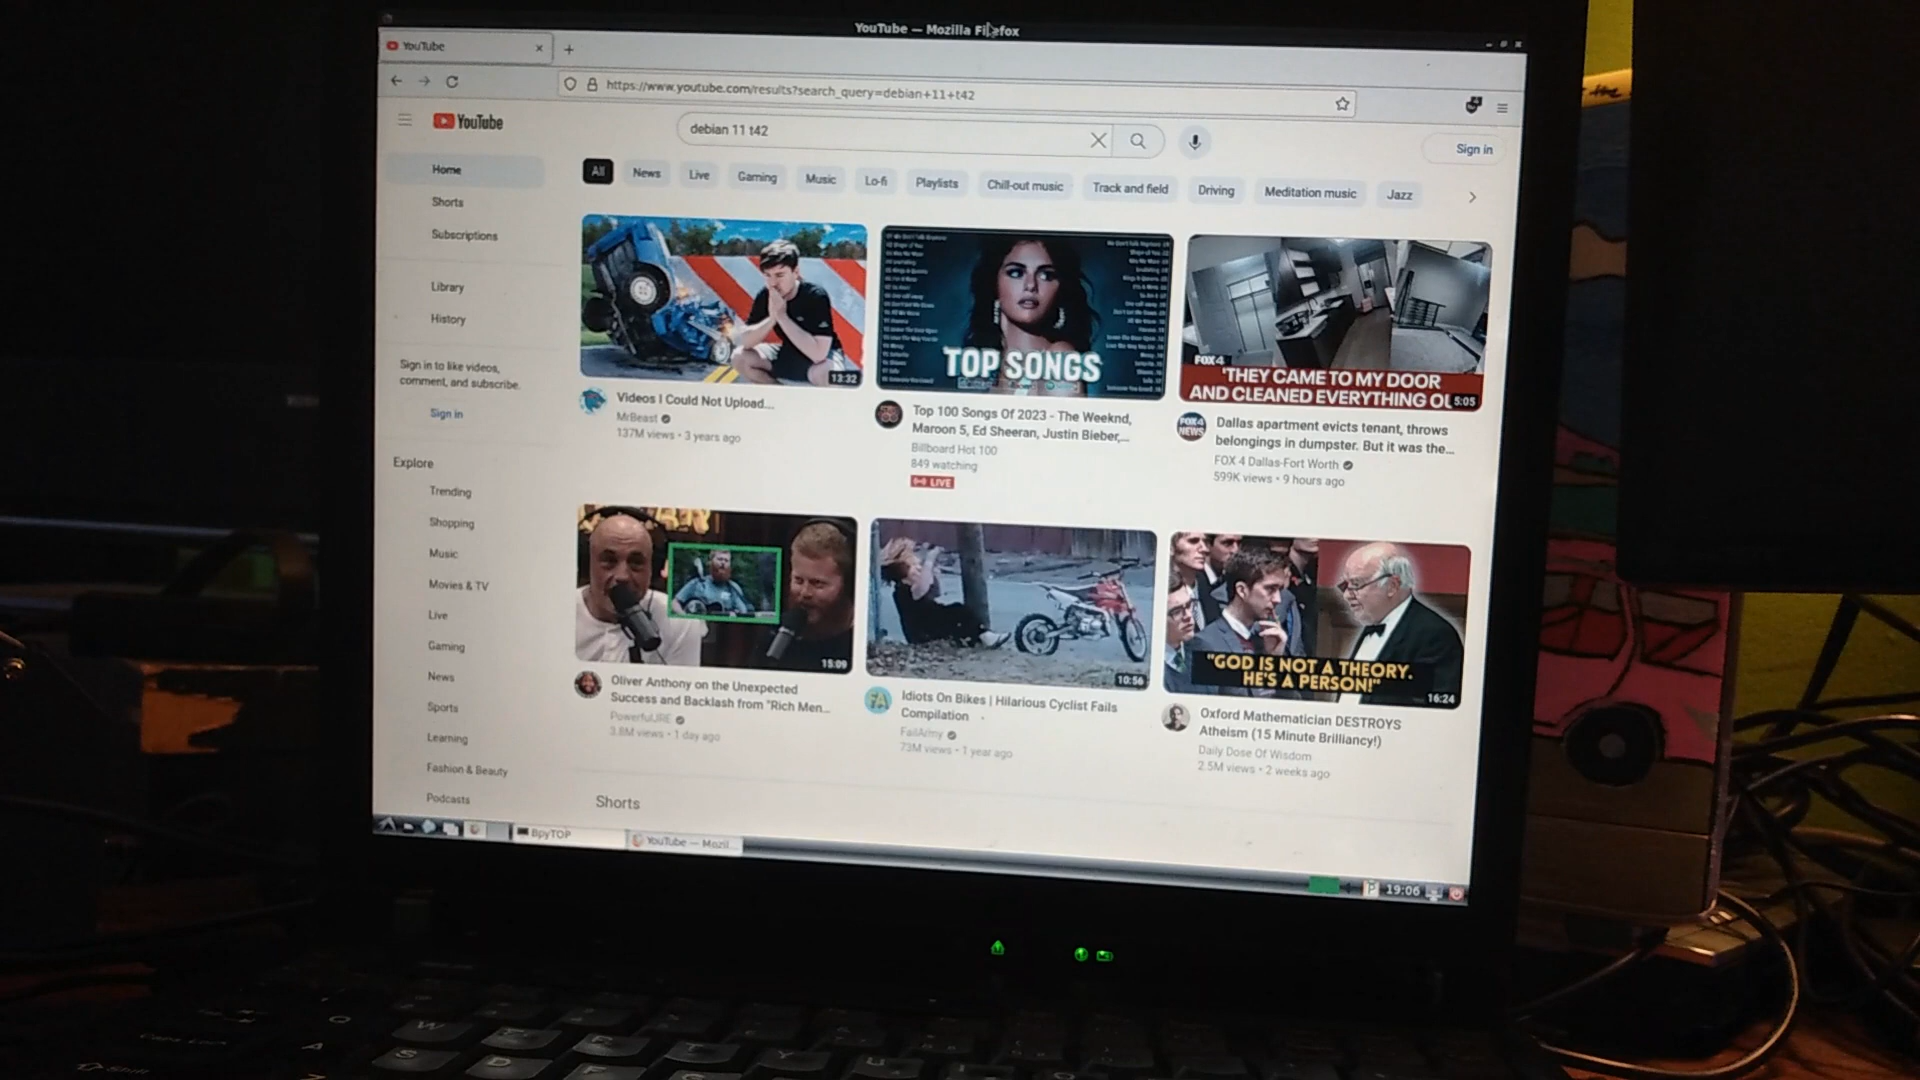 YouTube — Mozilla Firefox
YouTube
https://www.youtube.com/results?search_query=debian+11+t42
YouTube
debian 11 t42
Sign in
All
News
Live
Gaming
Music
Lo-fi
Playlists
Chill-out music
Track and field
Driving
Meditation music
Jazz
Home
Shorts
Subscriptions
Library
History
Sign in to like videos,
comment, and subscribe.
Sign in
Explore
Trending
Shopping
Music
Movies & TV
Live
Gaming
News
Sports
Learning
Fashion & Beauty
Podcasts
13:32
Videos I Could Not Upload...
MrBeast
137M views • 3 years ago
TOP SONGS
Top 100 Songs Of 2023 - The Weeknd,
Maroon 5, Ed Sheeran, Justin Bieber,...
Billboard Hot 100
849 watching
LIVE
FOX 4
'THEY CAME TO MY DOOR
AND CLEANED EVERYTHING OU
5:05
FOX 4
NEWS
Dallas apartment evicts tenant, throws
belongings in dumpster. But it was the...
FOX 4 Dallas-Fort Worth
599K views • 9 hours ago
15:09
Oliver Anthony on the Unexpected
Success and Backlash from "Rich Men...
PowerfulJRE
3.8M views • 1 day ago
10:56
Idiots On Bikes | Hilarious Cyclist Fails
Compilation
FailArmy
73M views • 1 year ago
"GOD IS NOT A THEORY.
HE'S A PERSON!"
16:24
Oxford Mathematician DESTROYS
Atheism (15 Minute Brilliancy!)
Daily Dose Of Wisdom
2.5M views • 2 weeks ago
Shorts
BpyTOP
YouTube — Mozil...
19:06
Q
W
A
S
D
Caps Lock
Shift